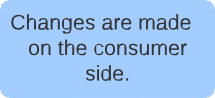 Changes are made
on the consumer
side.